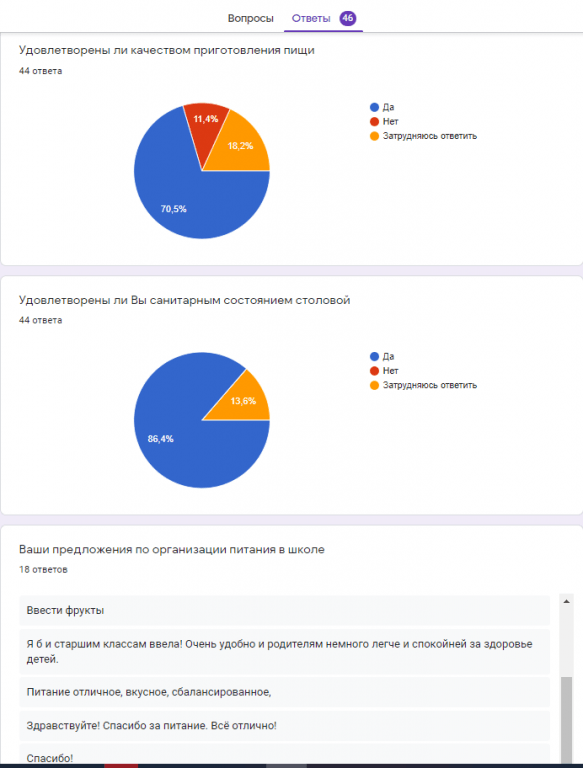 Вопросы Ответы 46
Удовлетворены ли качеством приготовления пищи
44 ответа
Да
Нет
Затрудняюсь ответить
11,4%
18,2%
70,5%
Удовлетворены ли Вы санитарным состоянием столовой
44 ответа
Да
Нет
Затрудняюсь ответить
13,6%
86,4%
Ваши предложения по организации питания в школе
18 ответов
Ввести фрукты
Я б и старшим классам ввела! Очень удобно и родителям немного легче и спокойней за здоровье
детей.
Питание отличное, вкусное, сбалансированное,
Здравствуйте! Спасибо за питание. Всё отлично!
Спасибо!